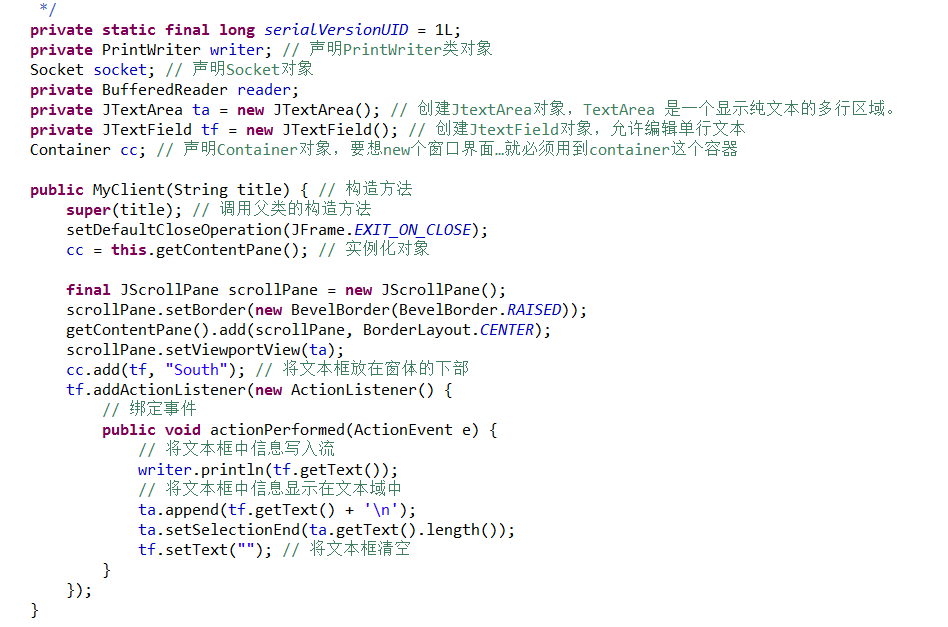 */
private static final long serialVersionUID = 1L;
private PrintWriter writer; // 声明PrintWriter类对象
Socket socket; // 声明Socket对象
private BufferedReader reader;
private JTextArea ta = new JTextArea(); // 创建JtextArea对象，TextArea 是一个显示纯文本的多行区域。
private JTextField tf = new JTextField(); // 创建JtextField对象，允许编辑单行文本
Container cc; // 声明Container对象，要想new个窗口界面…就必须用到container这个容器
public MyClient(String title) { // 构造方法
super(title); // 调用父类的构造方法
setDefaultCloseOperation(JFrame.EXIT_ON_CLOSE);
cc = this.getContentPane(); // 实例化对象
final JScrollPane scrollPane = new JScrollPane();
scrollPane.setBorder(new BevelBorder(BevelBorder.RAISED));
getContentPane().add(scrollPane, BorderLayout.CENTER);
scrollPane.setViewportView(ta);
cc.add(tf, "South"); // 将文本框放在窗体的下部
tf.addActionListener(new ActionListener() {
// 绑定事件
public void actionPerformed(ActionEvent e) {
// 将文本框中信息写入流
writer.println(tf.getText());
// 将文本框中信息显示在文本域中
ta.append(tf.getText() + '\n');
ta.setSelectionEnd(ta.getText().length());
tf.setText(""); // 将文本框清空
}
});
}